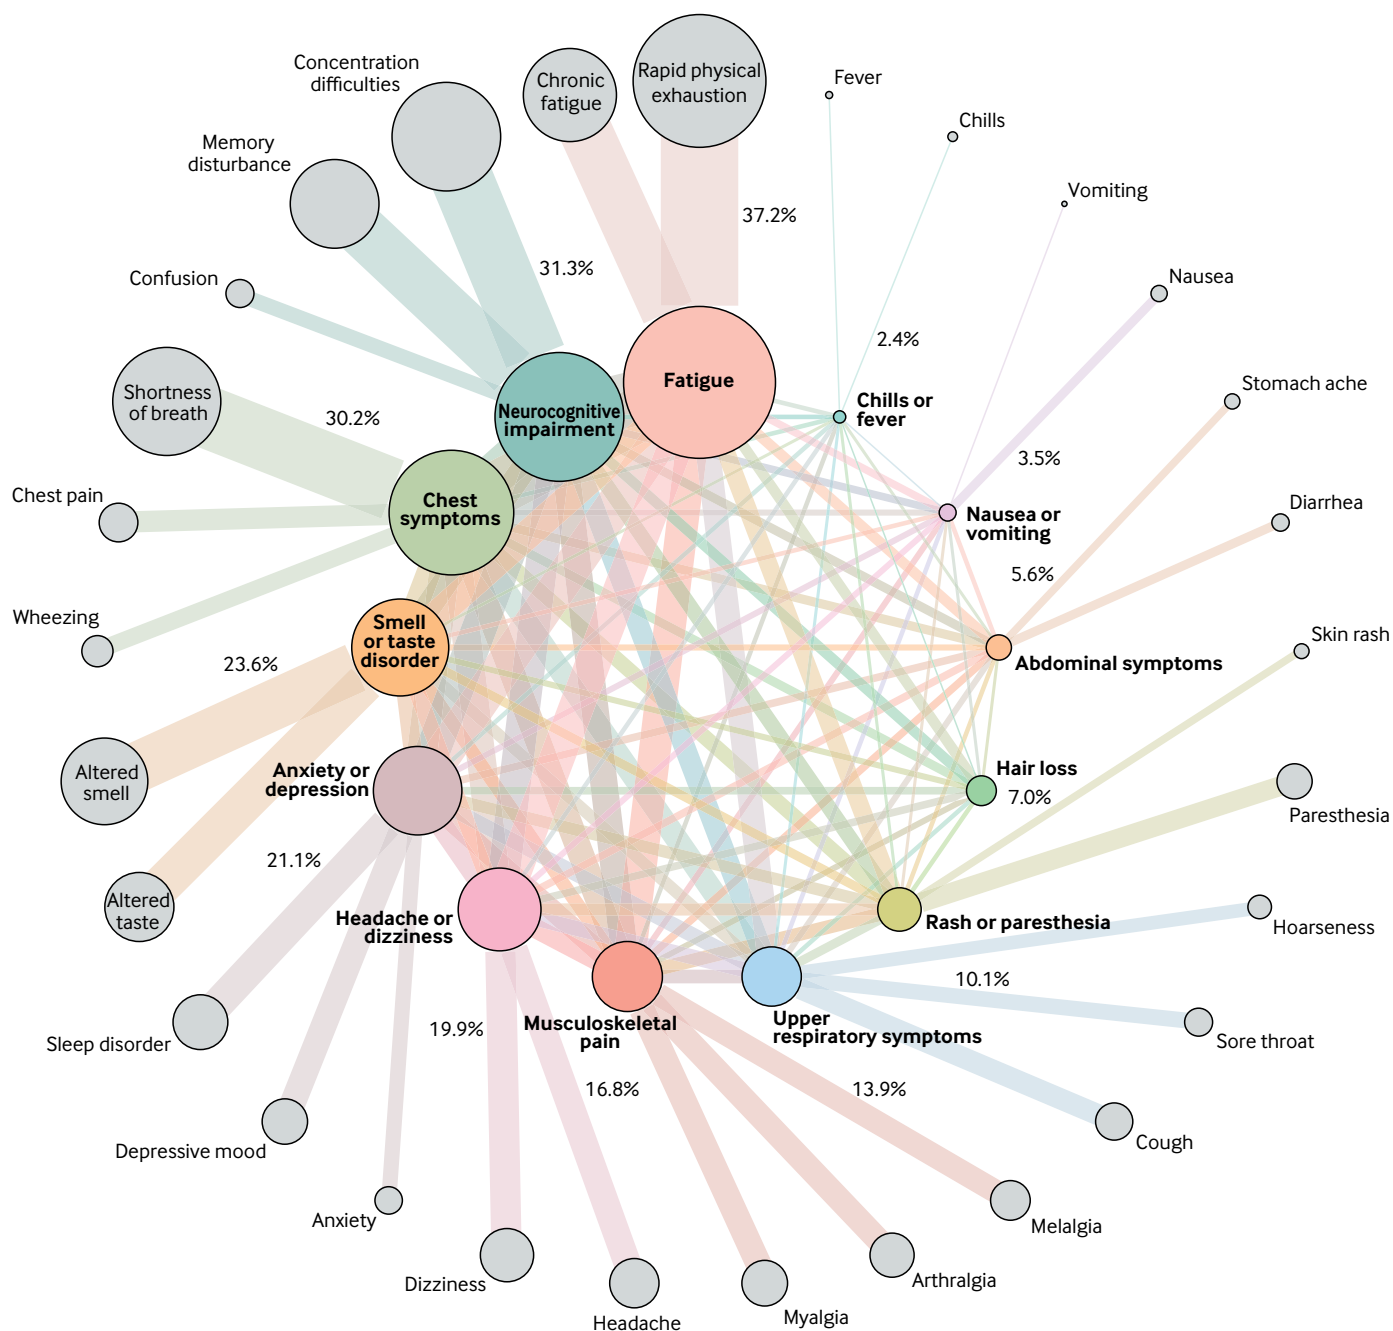 Concentration
difficulties
Chronic
fatigue
Rapid physical
exhaustion
Fever
Chills
Memory
disturbance
Vomiting
37.2%
Confusion
31.3%
Nausea
2.4%
Shortness
of breath
30.2%
Fatigue
Stomach ache
Neurocognitive
impairment
Chills or
fever
3.5%
Chest pain
Chest
symptoms
Nausea or
vomiting
Diarrhea
5.6%
Wheezing
Smell
or taste
disorder
Skin rash
23.6%
Abdominal symptoms
Altered
smell
Anxiety or
depression
Hair loss
7.0%
Paresthesia
21.1%
Altered
taste
Headache or
dizziness
Rash or paresthesia
Hoarseness
10.1%
Sleep disorder
19.9%
Musculoskeletal
pain
Upper
respiratory symptoms
Sore throat
16.8%
13.9%
Depressive mood
Cough
Anxiety
Melalgia
Dizziness
Arthralgia
Headache
Myalgia